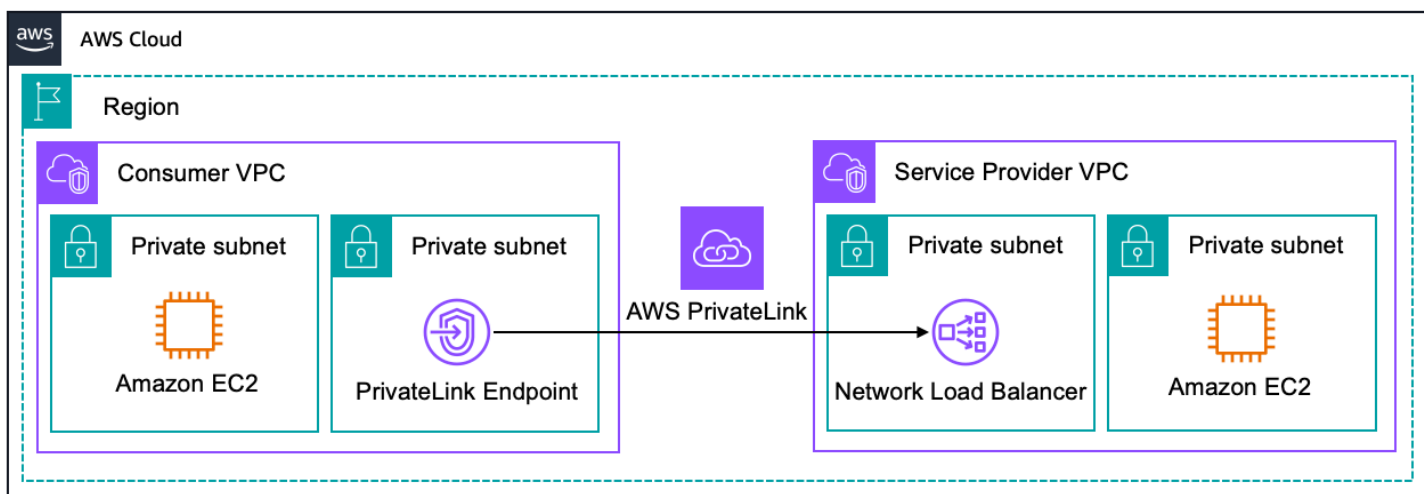 aws
AWS Cloud
Region
Consumer VPC
Private subnet
Amazon EC2
Private subnet
PrivateLink Endpoint
AWS PrivateLink
Service Provider VPC
Private subnet
Network Load Balancer
Private subnet
Amazon EC2